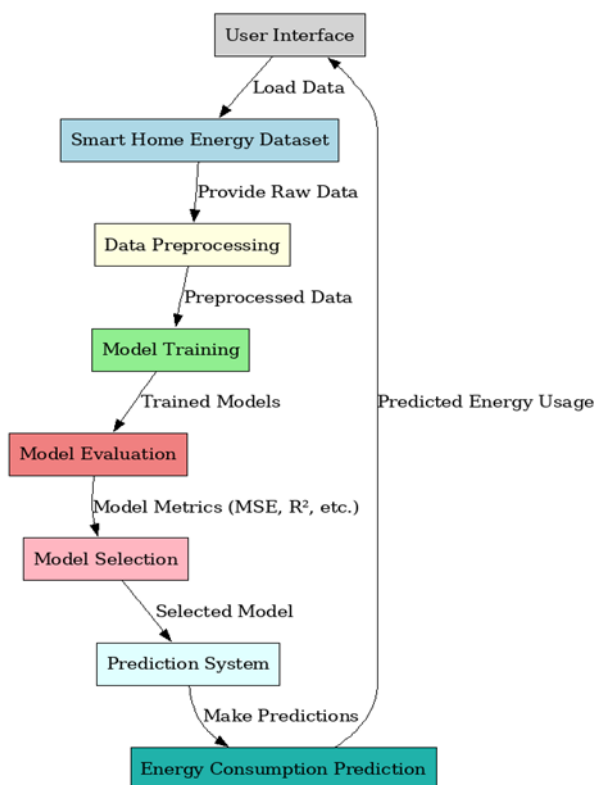 User Interface
Load Data
Smart Home Energy Dataset
Provide Raw Data
Data Preprocessing
Preprocessed Data
Model Training
Trained Models
Predicted Energy Usage
Model Evaluation
Model Metrics (MSE, R², etc.)
Model Selection
Selected Model
Prediction System
Make Predictions
Energy Consumption Prediction